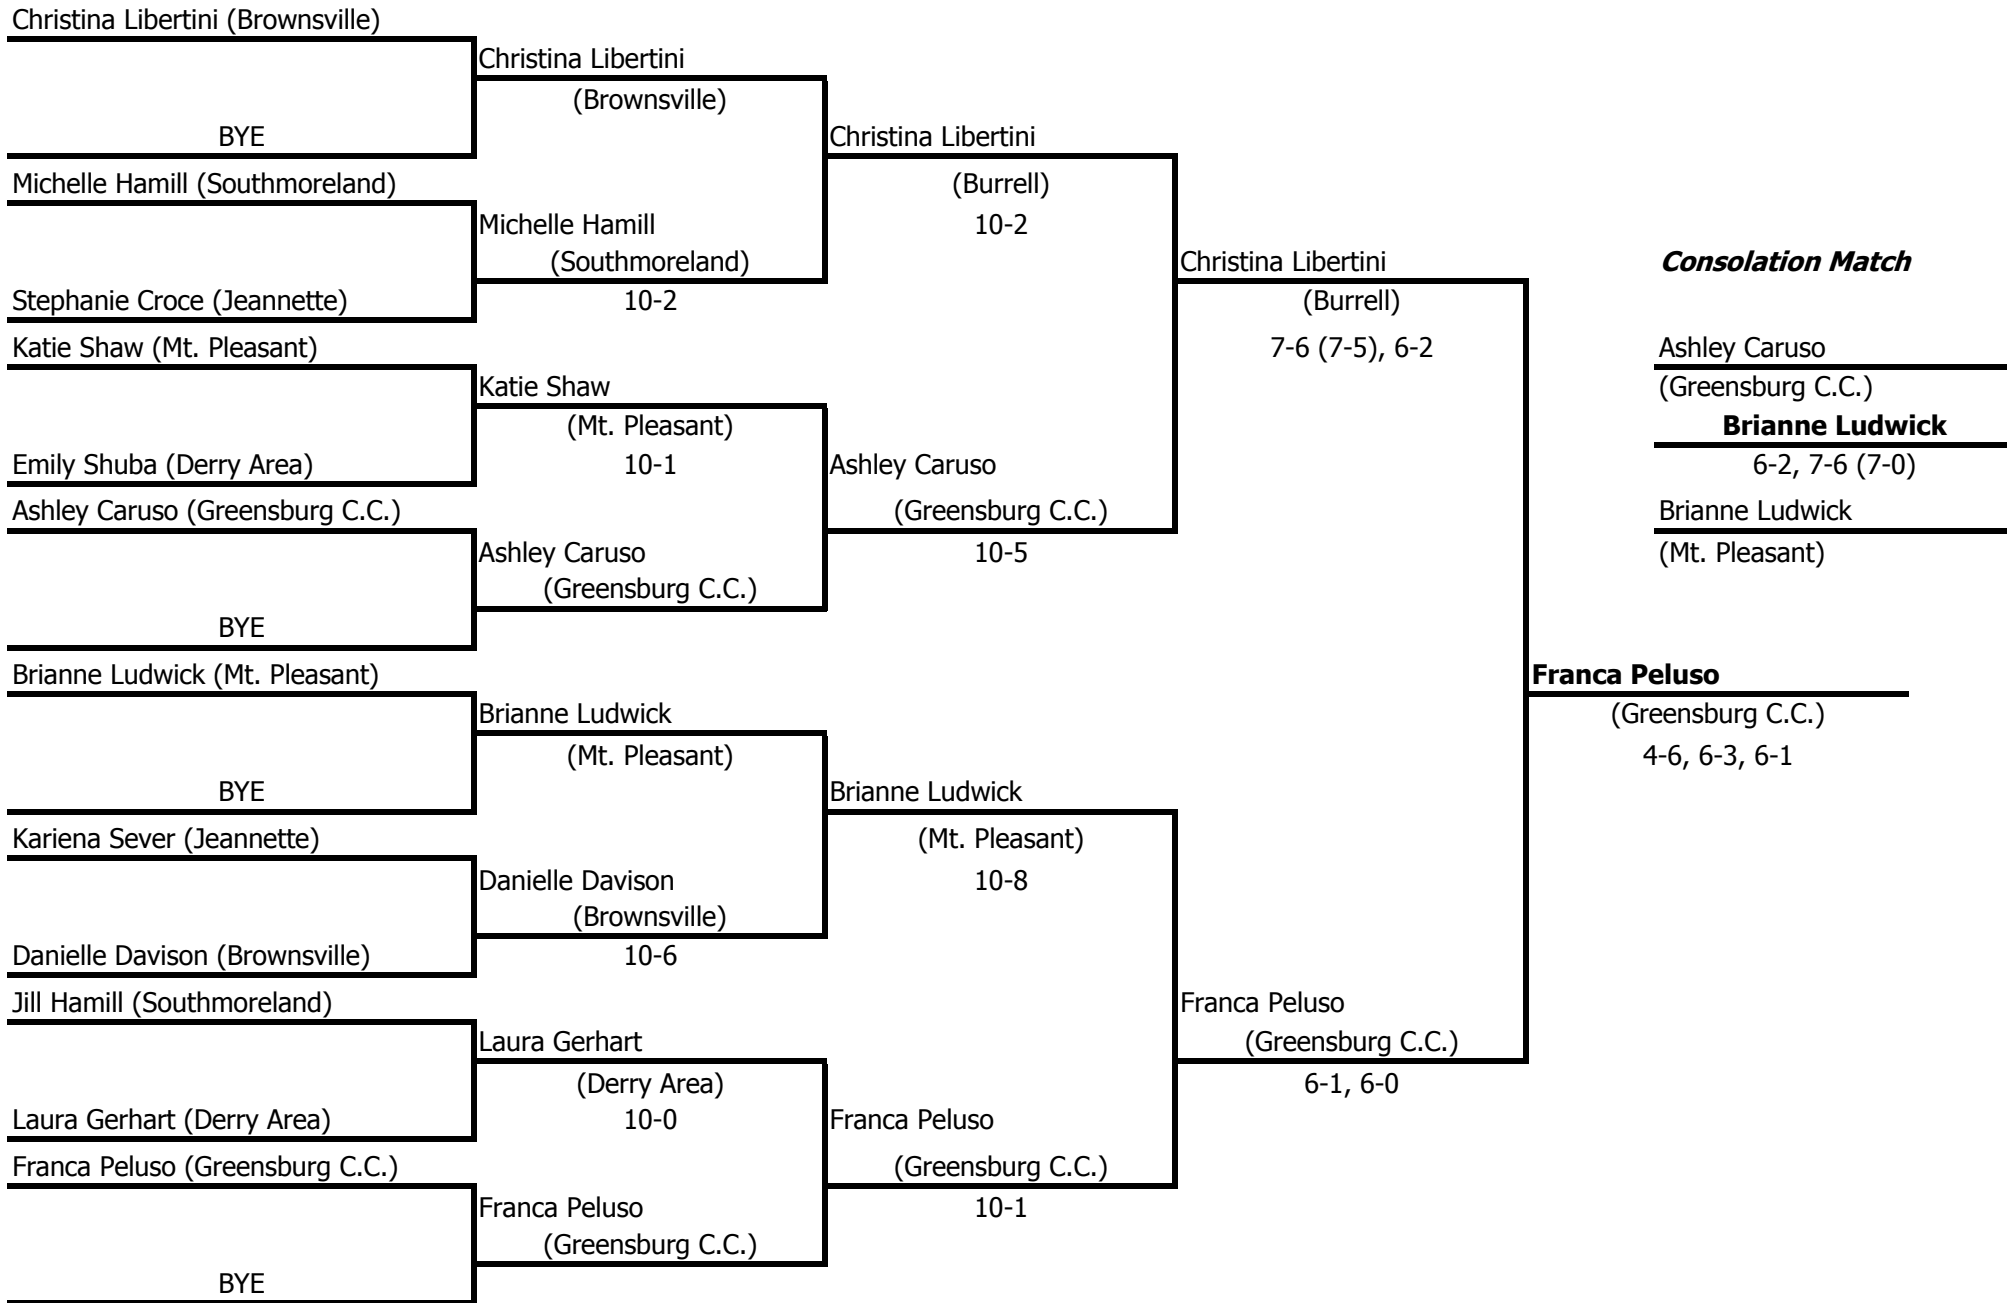 Christina Libertini (Brownsville)
Christina Libertini
(Brownsville)
BYE
Christina Libertini
Michelle Hamill (Southmoreland)
(Burrell)
Michelle Hamill
10-2
(Southmoreland)
Christina Libertini
Consolation Match
Stephanie Croce (Jeannette)
10-2
(Burrell)
Katie Shaw (Mt. Pleasant)
7-6 (7-5), 6-2
Ashley Caruso
Katie Shaw
(Greensburg C.C.)
(Mt. Pleasant)
Brianne Ludwick
Emily Shuba (Derry Area)
10-1
Ashley Caruso
6-2, 7-6 (7-0)
Ashley Caruso (Greensburg C.C.)
(Greensburg C.C.)
Brianne Ludwick
Ashley Caruso
10-5
(Mt. Pleasant)
(Greensburg C.C.)
BYE
Brianne Ludwick (Mt. Pleasant)
Franca Peluso
Brianne Ludwick
(Greensburg C.C.)
(Mt. Pleasant)
4-6, 6-3, 6-1
BYE
Brianne Ludwick
Kariena Sever (Jeannette)
(Mt. Pleasant)
Danielle Davison
10-8
(Brownsville)
Danielle Davison (Brownsville)
10-6
Jill Hamill (Southmoreland)
Franca Peluso
Laura Gerhart
(Greensburg C.C.)
(Derry Area)
6-1, 6-0
Laura Gerhart (Derry Area)
10-0
Franca Peluso
Franca Peluso (Greensburg C.C.)
(Greensburg C.C.)
Franca Peluso
10-1
(Greensburg C.C.)
BYE